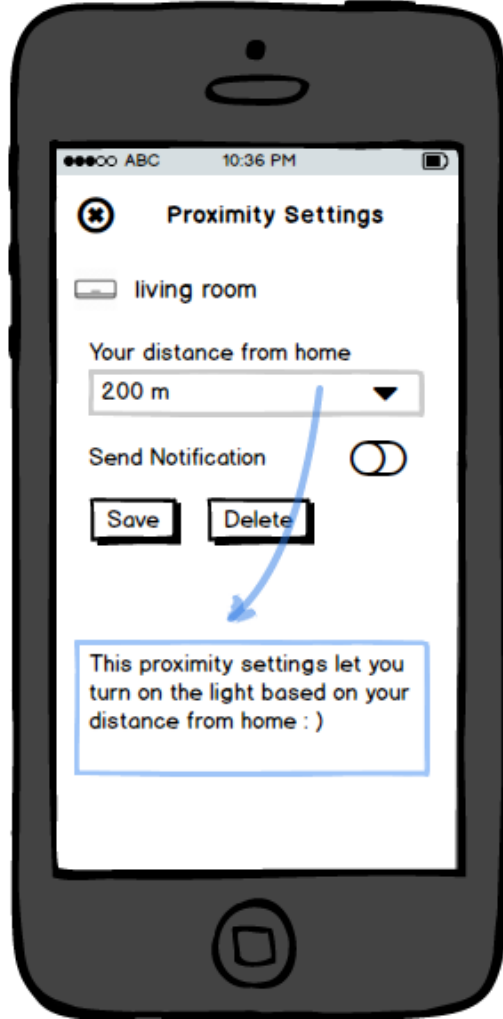 ABC 10:36 PM
Proximity Settings
living room
Your distance from home
200 m
Send Notification
Save Delete
This proximity settings let you
turn on the light based on your
distance from home : )